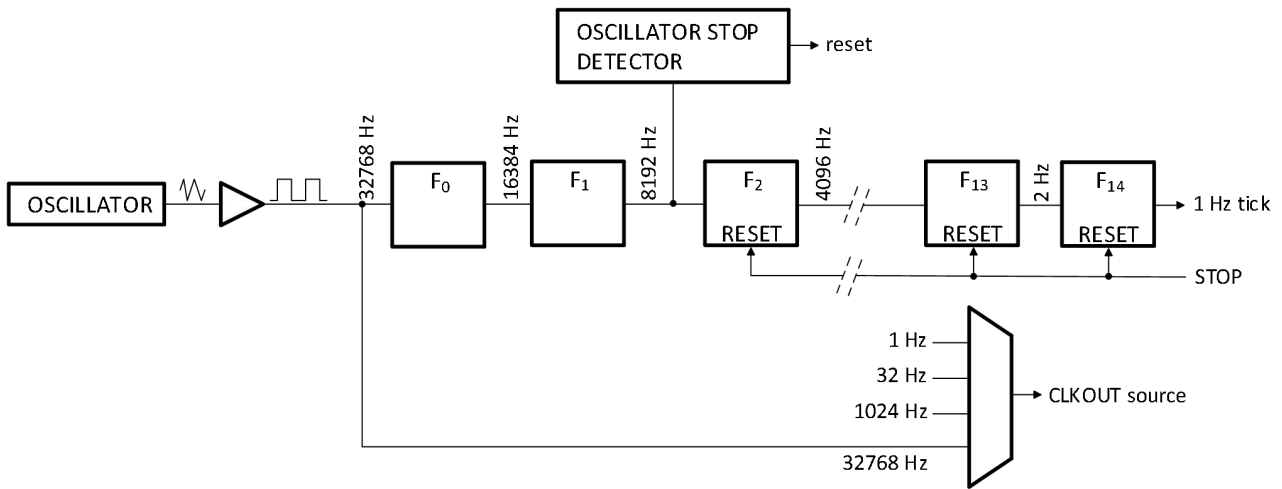 OSCILLATOR STOP
DETECTOR
reset
32768 Hz
16384 Hz
8192 Hz
4096 Hz
2 Hz
OSCILLATOR
F0
F1
F2
RESET
F13
RESET
F14
RESET
1 Hz tick
STOP
1 Hz
32 Hz
1024 Hz
32768 Hz
CLKOUT source